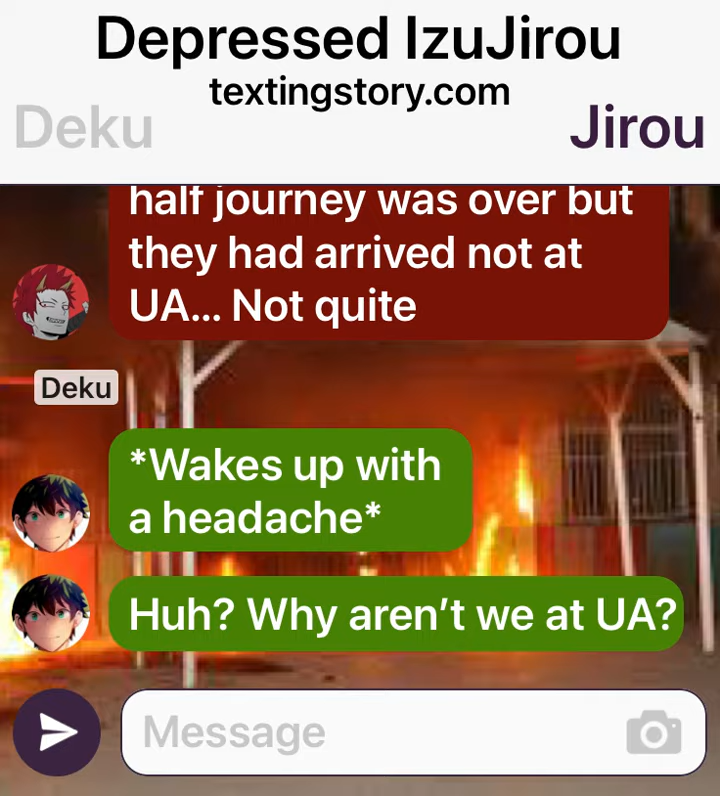 Depressed IzuJirou
textingstory.com
Deku
Jirou
half journey was over but
they had arrived not at
UA... Not quite
Deku
*Wakes up with
a headache*
Huh? Why aren't we at UA?
Message